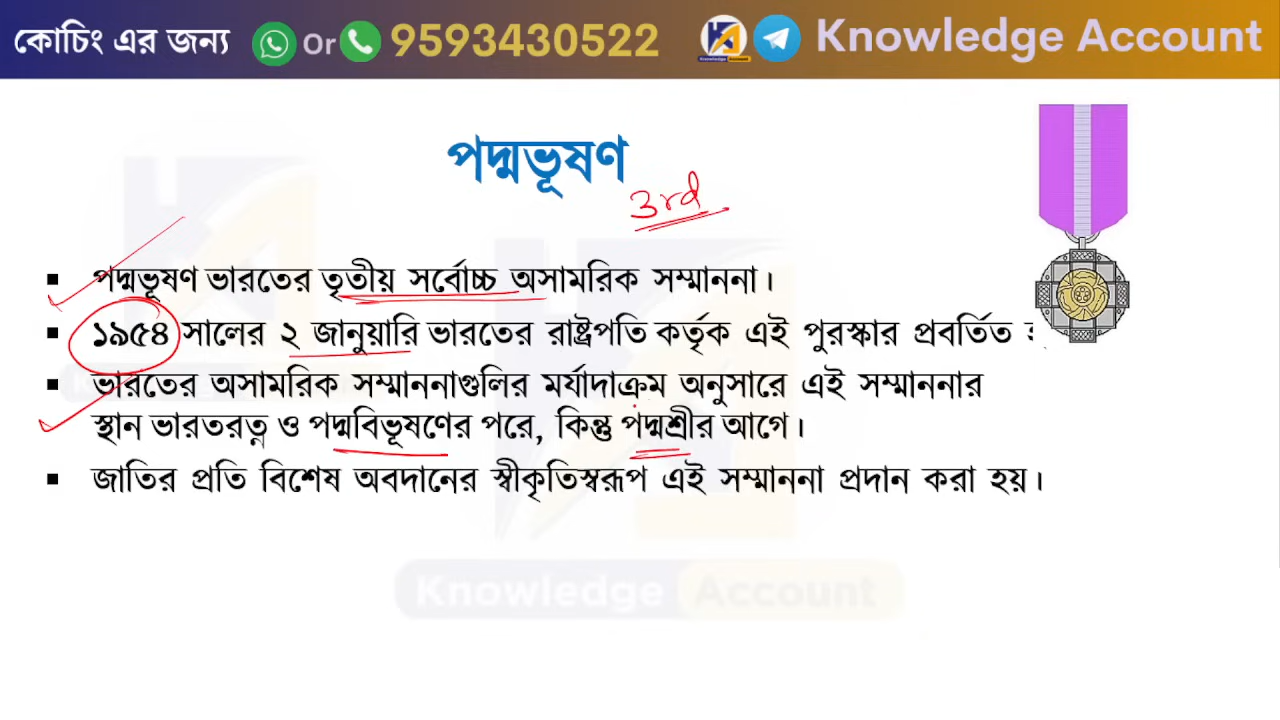 কোচিং এর জন্য Or 9593430522 Knowledge Account
পদ্মভূষণ
3rd
▪ পদ্মভূষণ ভারতের তৃতীয় সর্বোচ্চ অসামরিক সম্মাননা।
▪ ১৯৫৪ সালের ২ জানুয়ারি ভারতের রাষ্ট্রপতি কর্তৃক এই পুরস্কার প্রবর্তিত
▪ ভারতের অসামরিক সম্মাননাগুলির মর্যাদাক্রম অনুসারে এই সম্মাননার
স্থান ভারতরত্ন ও পদ্মবিভূষণের পরে, কিন্তু পদ্মশ্রীর আগে।
▪ জাতির প্রতি বিশেষ অবদানের স্বীকৃতিস্বরূপ এই সম্মাননা প্রদান করা হয়।
Knowledge Account